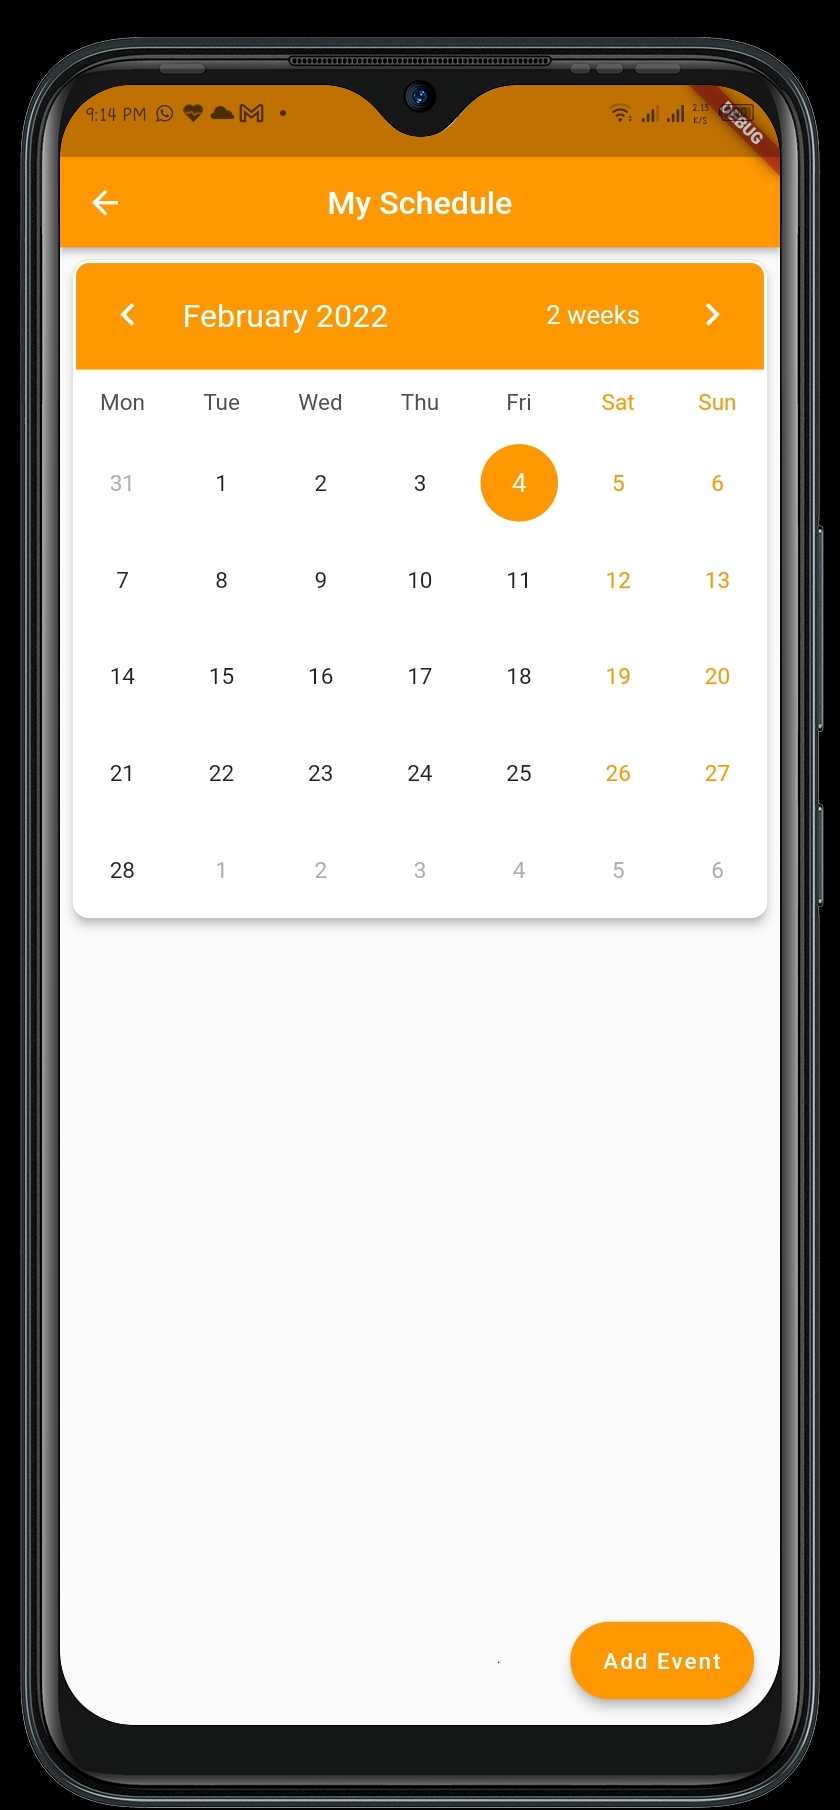 9:14 PM
2.15
K/S
DEBUG
My Schedule
February 2022 2 weeks
Mon Tue Wed Thu Fri Sat Sun
31 1 2 3 4 5 6
7 8 9 10 11 12 13
14 15 16 17 18 19 20
21 22 23 24 25 26 27
28 1 2 3 4 5 6
Add Event